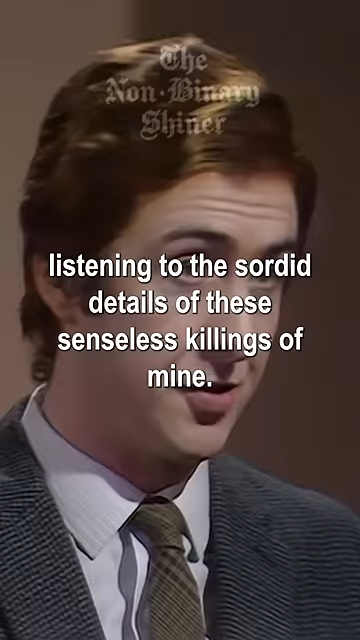 The
Non-Binary
Shiner
listening to the sordid
details of these
senseless killings of
mine.